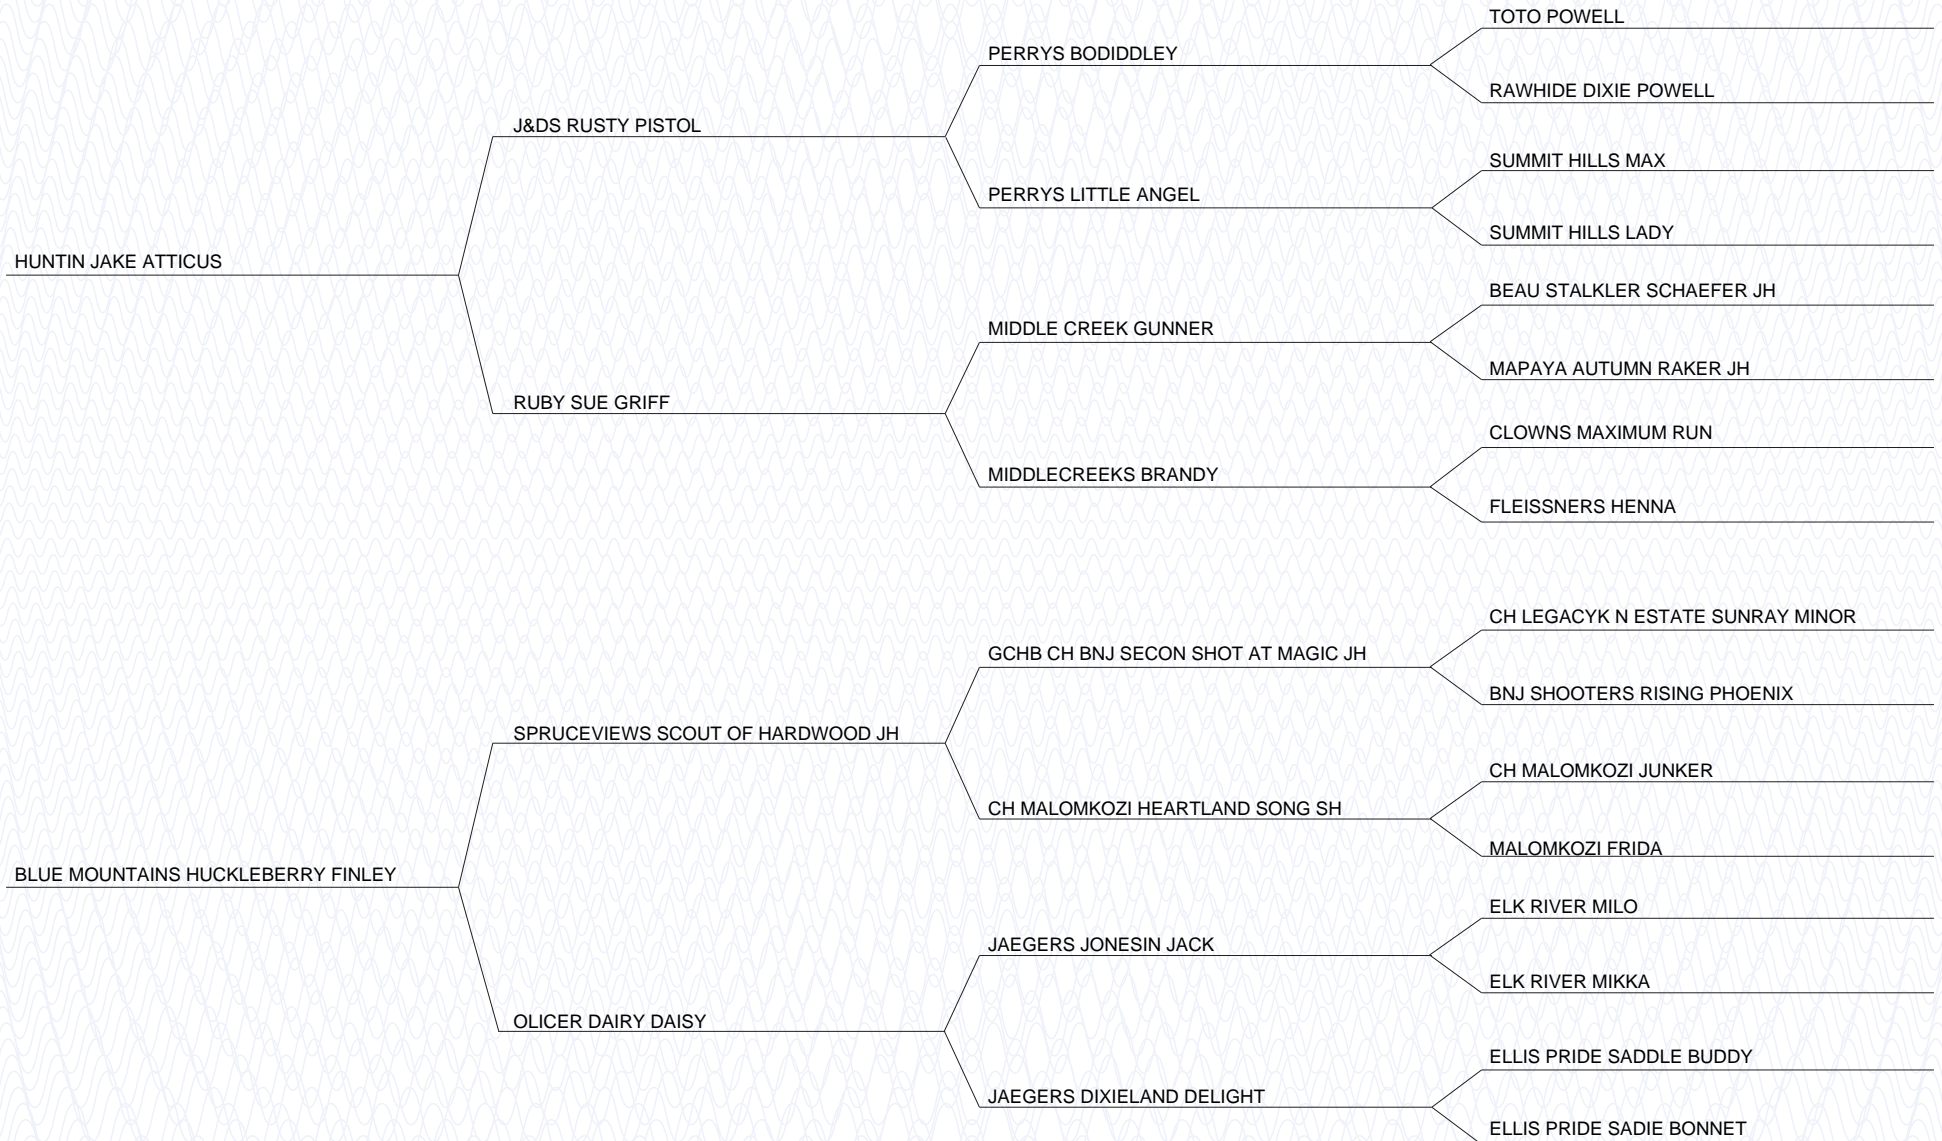 TOTO POWELL
PERRYS BODIDDLEY
RAWHIDE DIXIE POWELL
J&DS RUSTY PISTOL
SUMMIT HILLS MAX
PERRYS LITTLE ANGEL
SUMMIT HILLS LADY
HUNTIN JAKE ATTICUS
BEAU STALKLER SCHAEFER JH
MIDDLE CREEK GUNNER
MAPAYA AUTUMN RAKER JH
RUBY SUE GRIFF
CLOWNS MAXIMUM RUN
MIDDLECREEKS BRANDY
FLEISSNERS HENNA
CH LEGACYK N ESTATE SUNRAY MINOR
GCHB CH BNJ SECON SHOT AT MAGIC JH
BNJ SHOOTERS RISING PHOENIX
SPRUCEVIEWS SCOUT OF HARDWOOD JH
CH MALOMKOZI JUNKER
CH MALOMKOZI HEARTLAND SONG SH
MALOMKOZI FRIDA
BLUE MOUNTAINS HUCKLEBERRY FINLEY
ELK RIVER MILO
JAEGERS JONESIN JACK
ELK RIVER MIKKA
OLICER DAIRY DAISY
ELLIS PRIDE SADDLE BUDDY
JAEGERS DIXIELAND DELIGHT
ELLIS PRIDE SADIE BONNET